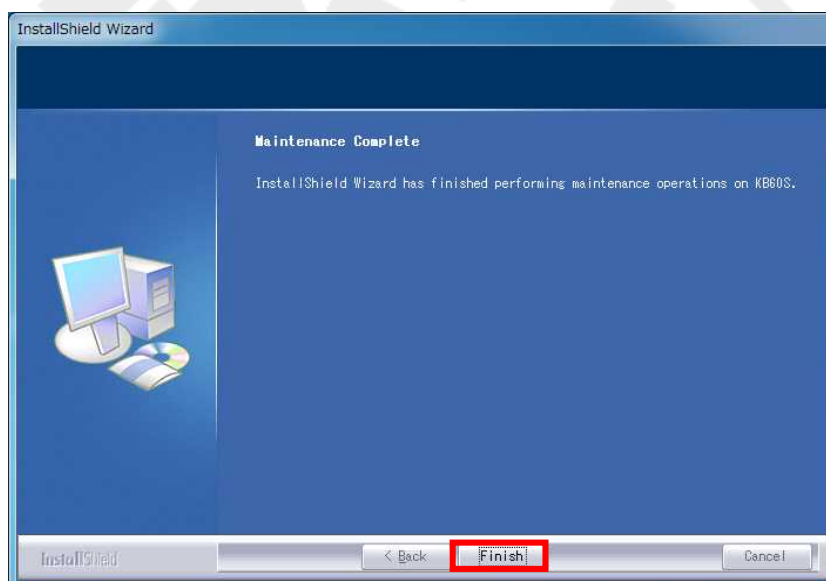 InstallShield Wizard
Maintenance Complete
InstallShield Wizard has finished performing maintenance operations on KB60S.
InstallShield
< Back
Finish
Cancel